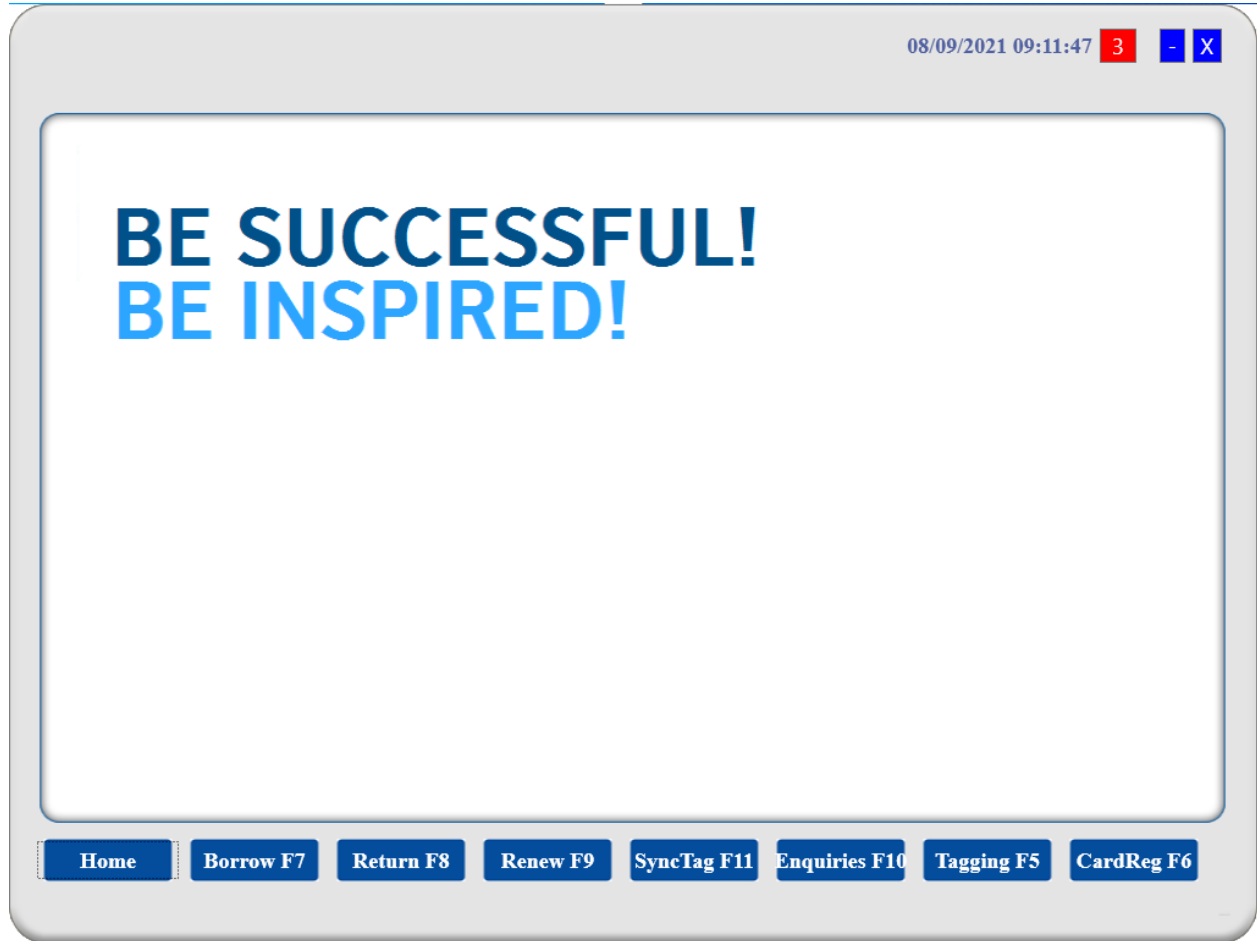 08/09/2021 09:11:47 3 - X
BE SUCCESSFUL!
BE INSPIRED!
Home Borrow F7 Return F8 Renew F9 SyncTag F11 Enquiries F10 Tagging F5 CardReg F6